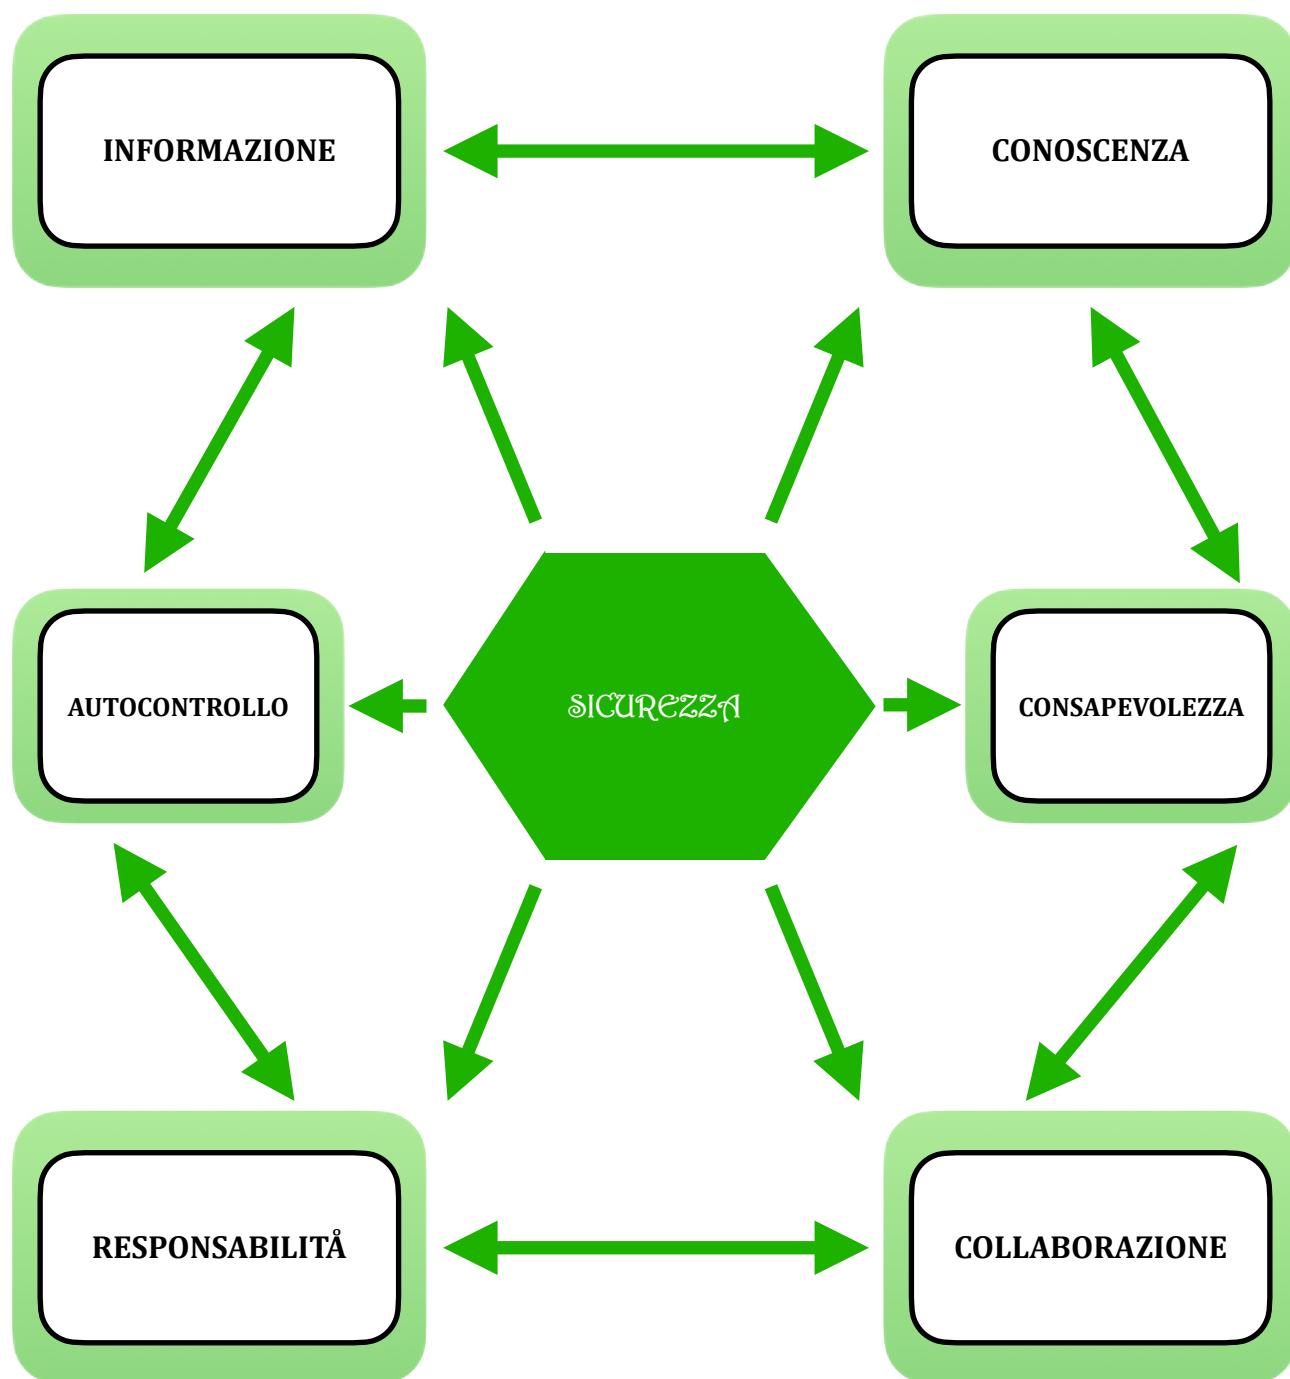 INFORMAZIONE
CONOSCENZA
AUTOCONTROLLO
SICUREZZA
CONSAPEVOLEZZA
RESPONSABILITÅ
COLLABORAZIONE